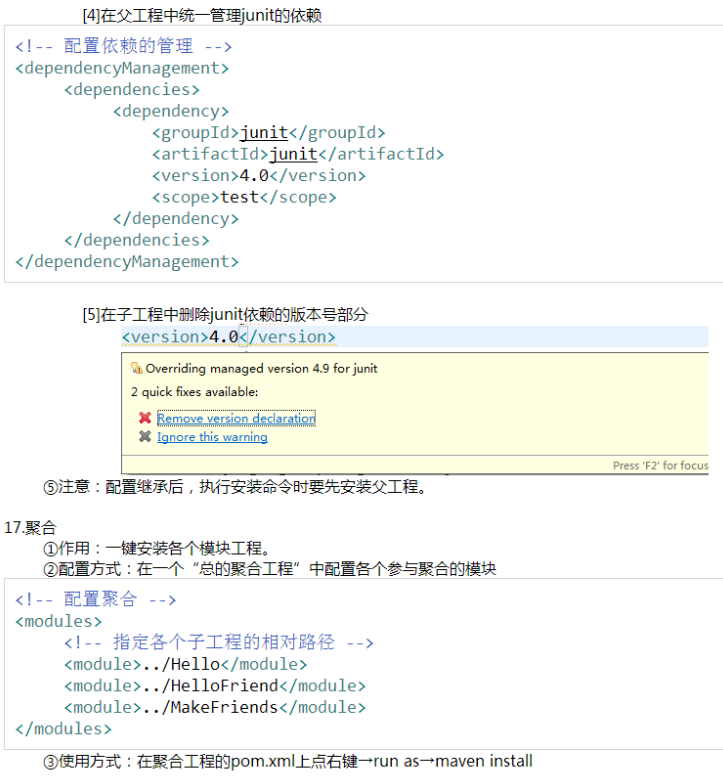 [4]在父工程中统一管理junit的依赖
<!-- 配置依赖的管理 -->
<dependencyManagement>
<dependencies>
<dependency>
<groupId>junit</groupId>
<artifactId>junit</artifactId>
<version>4.0</version>
<scope>test</scope>
</dependency>
</dependencies>
</dependencyManagement>
[5]在子工程中删除junit依赖的版本号部分
<version>4.0</version>
Overriding managed version 4.9 for junit
2 quick fixes available:
Remove version declaration
Ignore this warning
Press 'F2' for focus
⑤注意：配置继承后，执行安装命令时要先安装父工程。
17.聚合
①作用：一键安装各个模块工程。
②配置方式：在一个“总的聚合工程”中配置各个参与聚合的模块
<!-- 配置聚合 -->
<modules>
<!-- 指定各个子工程的相对路径 -->
<module>../Hello</module>
<module>../HelloFriend</module>
<module>../MakeFriends</module>
</modules>
③使用方式：在聚合工程的pom.xml上点右键→run as→maven install